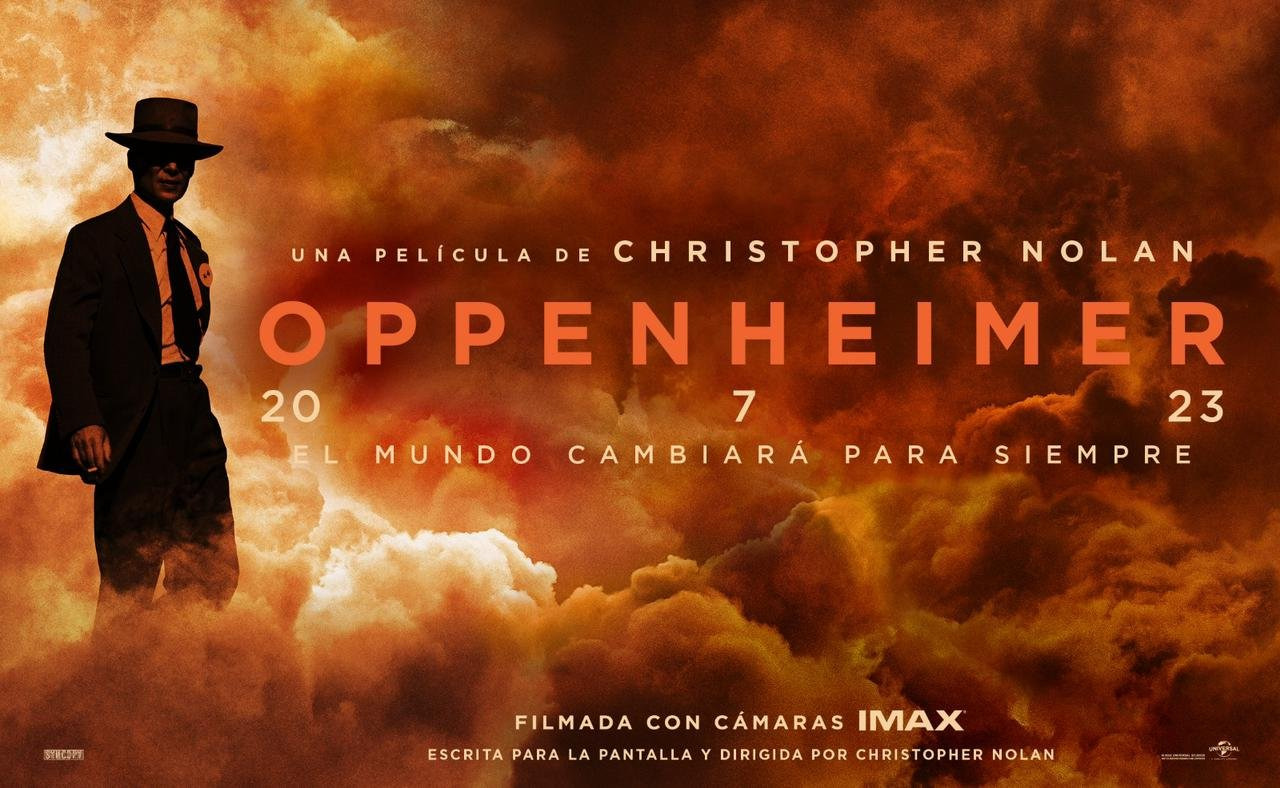 UNA PELÍCULA DE CHRISTOPHER NOLAN
OPPENHEIMER
20 7 23
EL MUNDO CAMBIARÁ PARA SIEMPRE
FILMADA CON CÁMARAS IMAX
ESCRITA PARA LA PANTALLA Y DIRIGIDA POR CHRISTOPHER NOLAN
SYNCOPY
UNIVERSAL